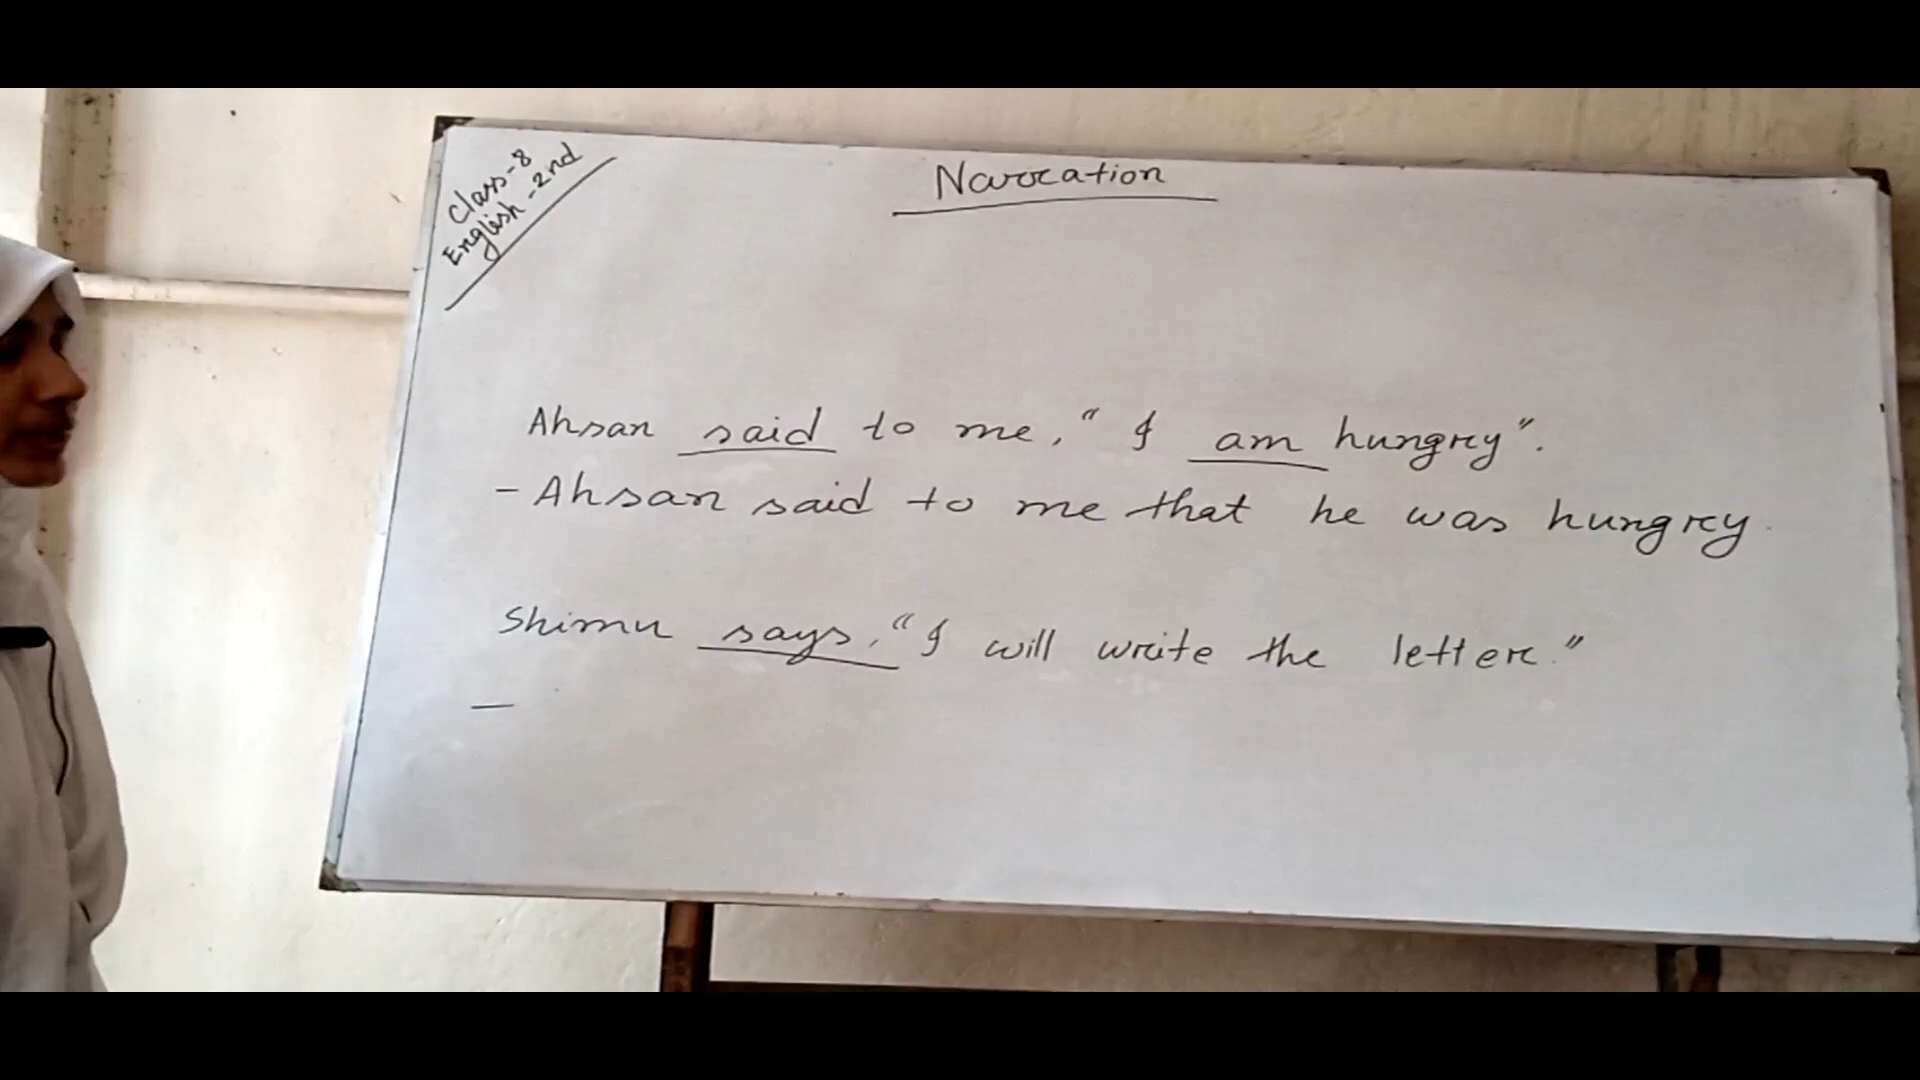 Class-8
English-2nd
Narration
Ahsan said to me, “I am hungry”.
- Ahsan said to me that he was hungry.
Shimu says, “I will write the letter.”
—